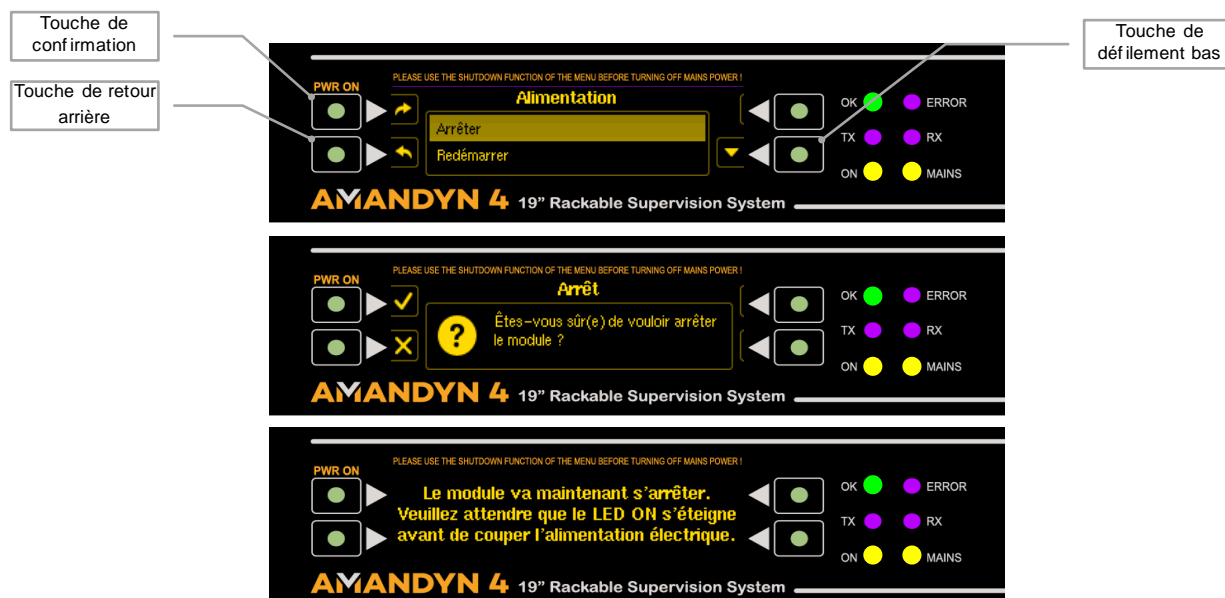 Touche de
confirmation
Touche de retour
arrière
Touche de
défilement bas
PLEASE USE THE SHUTDOWN FUNCTION OF THE MENU BEFORE TURNING OFF MAINS POWER !
PWR ON
Alimentation
Arrêter
Redémarrer
OK ERROR
TX RX
ON MAINS
AMANDYN 4 19" Rackable Supervision System
PLEASE USE THE SHUTDOWN FUNCTION OF THE MENU BEFORE TURNING OFF MAINS POWER !
PWR ON
Arrêt
?
Êtes-vous sûr(e) de vouloir arrêter
le module ?
OK ERROR
TX RX
ON MAINS
AMANDYN 4 19" Rackable Supervision System
PLEASE USE THE SHUTDOWN FUNCTION OF THE MENU BEFORE TURNING OFF MAINS POWER !
PWR ON
Le module va maintenant s'arrêter.
Veuillez attendre que le LED ON s'éteigne
avant de couper l'alimentation électrique.
OK ERROR
TX RX
ON MAINS
AMANDYN 4 19" Rackable Supervision System